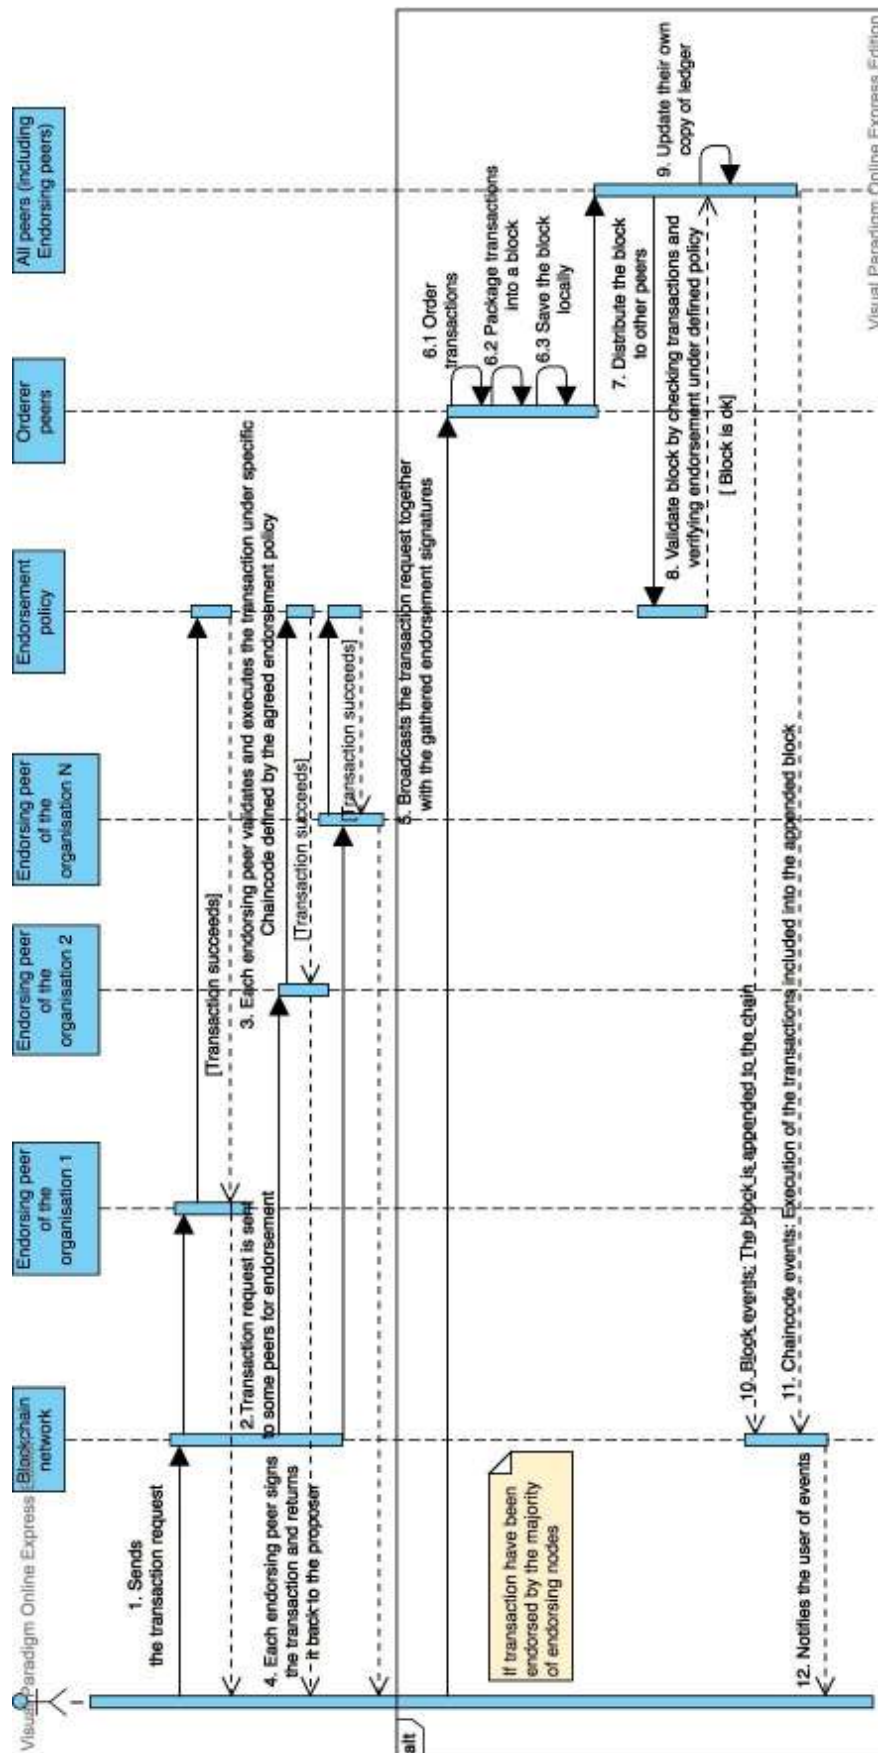 Visual Paradigm Online Express
Blockchain
network
Endorsing peer
of the
organisation 1
Endorsing peer
of the
organisation 2
Endorsing peer
of the
organisation N
Endorsement
policy
Orderer
peers
All peers (including
Endorsing peers)
1. Sends
the transaction request
2.Transaction request is sent
to some peers for endorsement
[Transaction succeeds]
3. Each endorsing peer validates and executes the transaction under specific
Chaincode defined by the agreed endorsement policy
[Transaction succeeds]
[Transaction succeeds]
4. Each endorsing peer signs
the transaction and returns
it back to the proposer
alt
5. Broadcasts the transaction request together
with the gathered endorsement signatures
If transaction have been
endorsed by the majority
of endorsing nodes
6.1 Order
transactions
6.2 Package transactions
into a block
6.3 Save the block
locally
7. Distribute the block
to other peers
8. Validate block by checking transactions and
verifying endorsement under defined policy
[ Block is ok]
9. Update their own
copy of ledger
10. Block events: The block is appended to the chain
11. Chaincode events: Execution of the transactions included into the appended block
12. Notifies the user of events
Visual Paradigm Online Express Edition